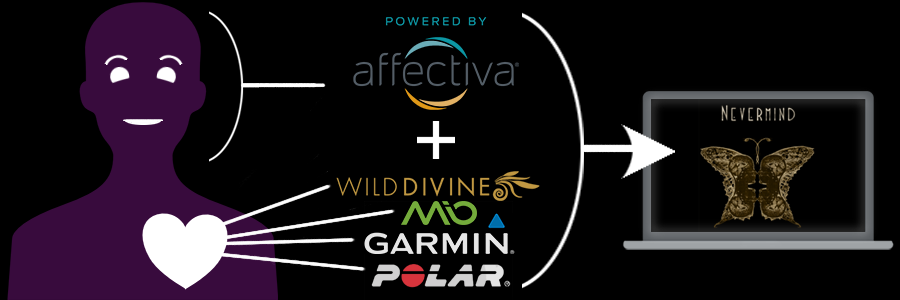 POWERED BY
affectiva®
+
WILD DIVINE
MIO
GARMIN®
POLAR®
NEVERMIND